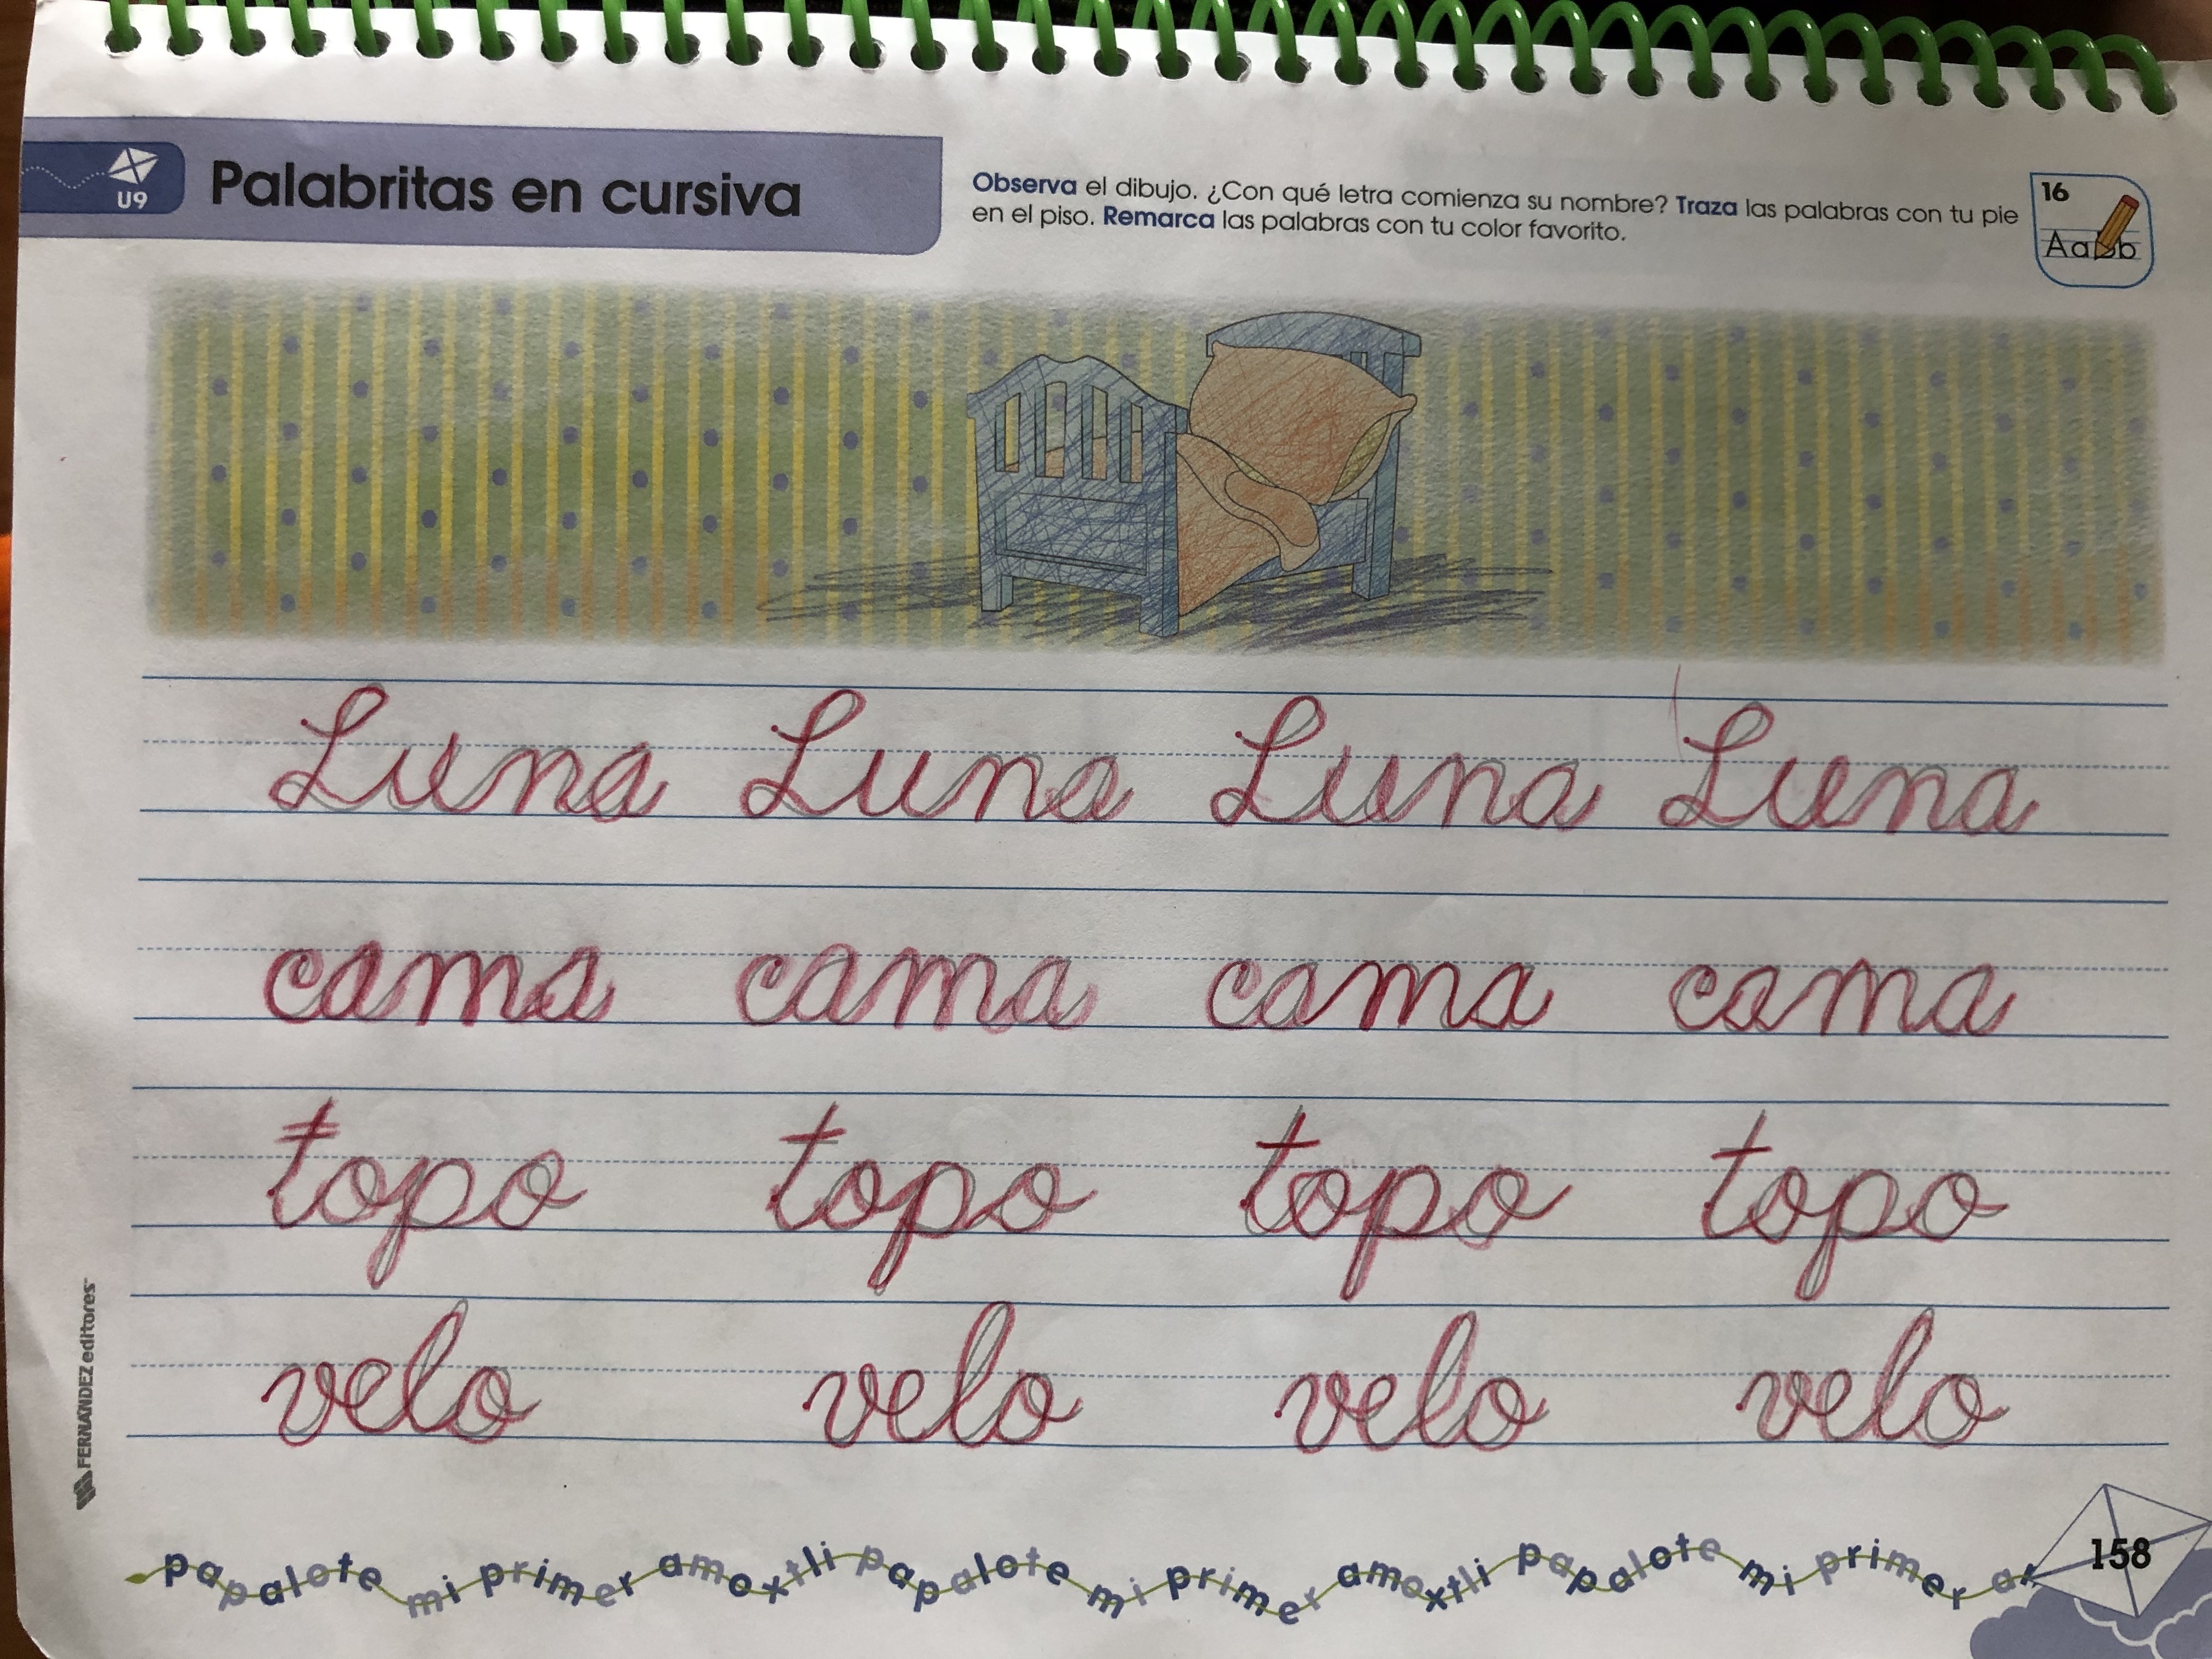 U9
Palabritas en cursiva
Observa el dibujo. ¿Con qué letra comienza su nombre? Traza las palabras con tu pie
en el piso. Remarca las palabras con tu color favorito.
16
AaBb
Luna Luna Luna Luna
cama cama cama cama
topo topo topo topo
velo velo velo velo
FERNÁNDEZ editores
papalote mi primer amoxtli papalote mi primer amoxtli papalote mi primer am
158